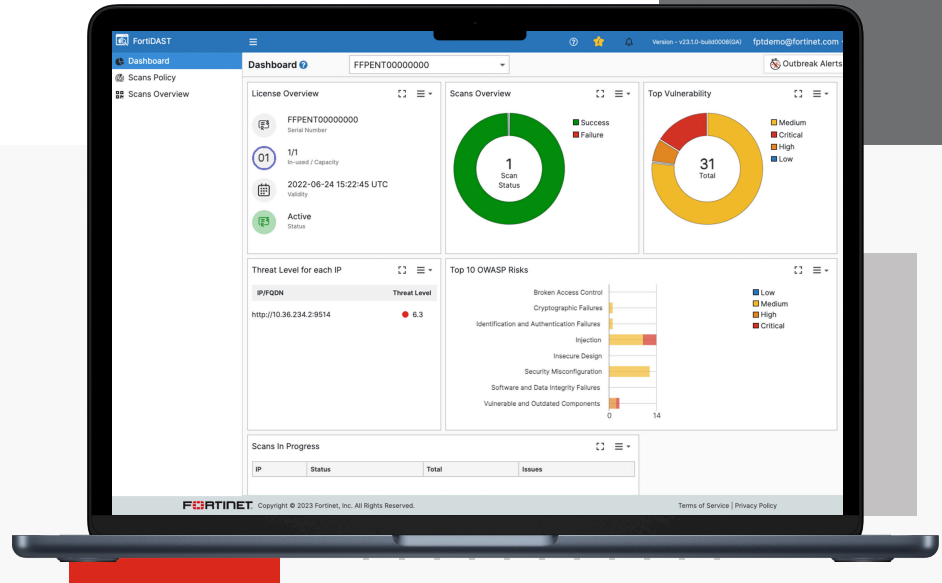 FortiDAST
Version - v23.1.0-build0006(GA)
fptdemo@fortinet.com
Dashboard
Scans Policy
Scans Overview
Dashboard
FFPENT00000000
Outbreak Alerts
License Overview
FFPENT00000000
Serial Number
01
1/1
In-used / Capacity
2022-06-24 15:22:45 UTC
Validity
Active
Status
Scans Overview
1
Scan
Status
Success
Failure
Top Vulnerability
31
Total
Medium
Critical
High
Low
Threat Level for each IP
IP/FQDN Threat Level
http://10.36.234.2:9514 6.3
Top 10 OWASP Risks
Broken Access Control
Cryptographic Failures
Identification and Authentication Failures
Injection
Insecure Design
Security Misconfiguration
Software and Data Integrity Failures
Vulnerable and Outdated Components
0 14
Low
Medium
High
Critical
Scans In Progress
IP Status Total Issues
FORTINET. Copyright © 2023 Fortinet, Inc. All Rights Reserved.
Terms of Service | Privacy Policy